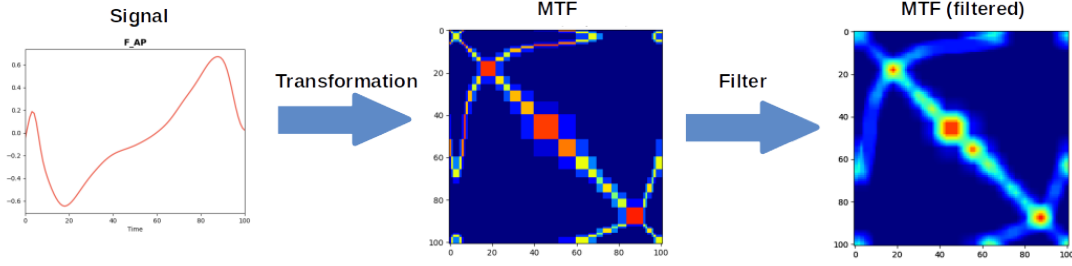 Signal
MTF
MTF (filtered)
F_AP
0.6
0.4
0.2
0.0
−0.2
−0.4
−0.6
0 20 40 60 80 100
Time
Transformation
0
20
40
60
80
100
0 20 40 60 80 100
Filter
0
20
40
60
80
100
0 20 40 60 80 100